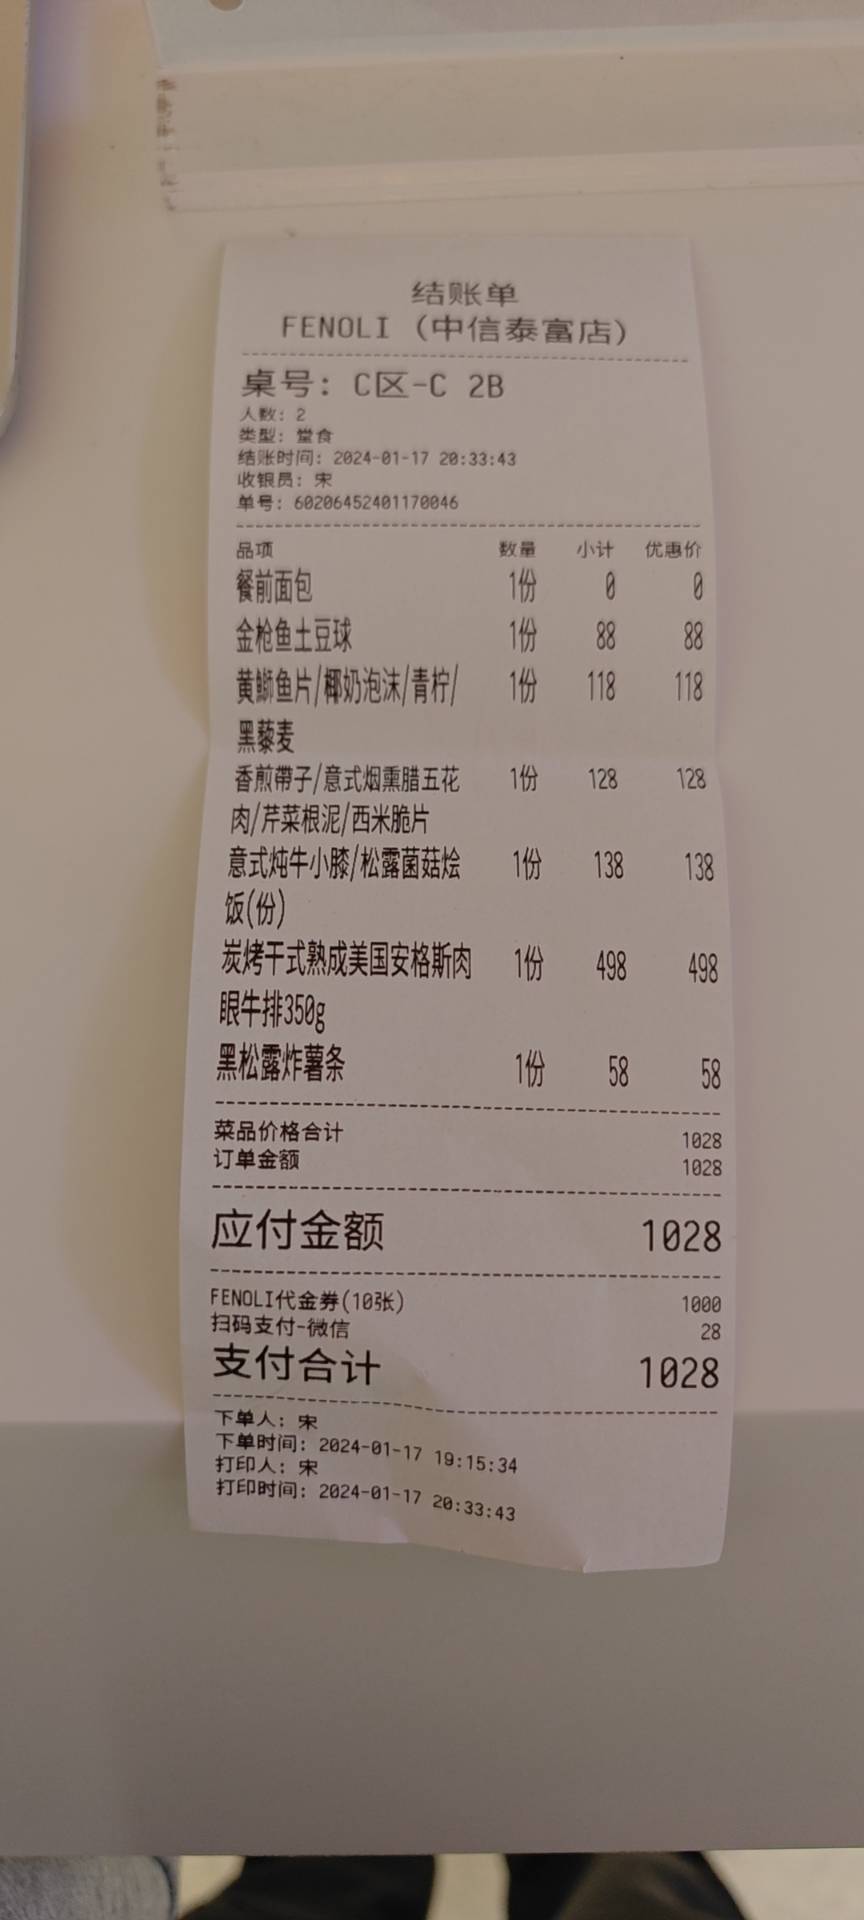 结账单
FENOLI (中信泰富店)
桌号: C区-C 2B
人数: 2
类型: 堂食
结账时间: 2024-01-17 20:33:43
收银员: 宋
单号: 60206452401170046
品项 数量 小计 优惠价
餐前面包 1份 0 0
金枪鱼土豆球 1份 88 88
黄鰤鱼片/椰奶泡沫/青柠/ 1份 118 118
黑藜麦
香煎帶子/意式烟熏腊五花 1份 128 128
肉/芹菜根泥/西米脆片
意式炖牛小膝/松露菌菇烩 1份 138 138
饭(份)
炭烤干式熟成美国安格斯肉 1份 498 498
眼牛排350g
黑松露炸薯条 1份 58 58
菜品价格合计 1028
订单金额 1028
应付金额 1028
FENOLI代金券(10张) 1000
扫码支付-微信 28
支付合计 1028
下单人: 宋
下单时间: 2024-01-17 19:15:34
打印人: 宋
打印时间: 2024-01-17 20:33:43